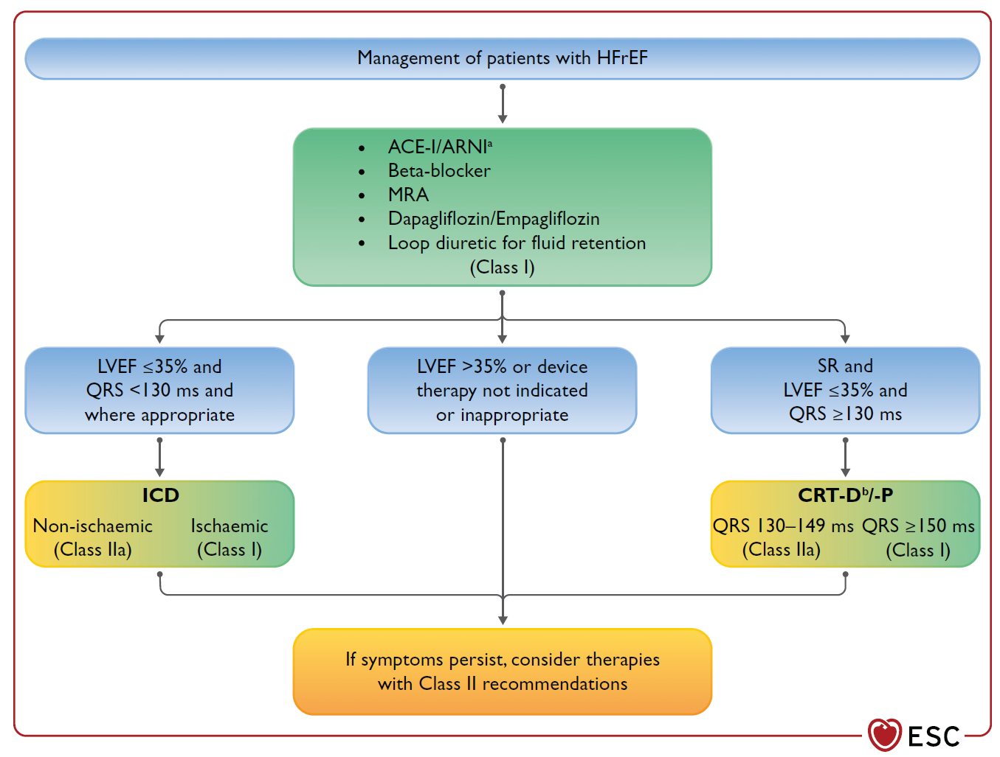 Management of patients with HFrEF
• ACE-I/ARNIᵃ
• Beta-blocker
• MRA
• Dapagliflozin/Empagliflozin
• Loop diuretic for fluid retention
(Class I)
LVEF ≤35% and
QRS <130 ms and
where appropriate
LVEF >35% or device
therapy not indicated
or inappropriate
SR and
LVEF ≤35% and
QRS ≥130 ms
ICD
Non-ischaemic
(Class IIa)
Ischaemic
(Class I)
CRT-Dᵇ/-P
QRS 130–149 ms
(Class IIa)
QRS ≥150 ms
(Class I)
If symptoms persist, consider therapies
with Class II recommendations
ESC